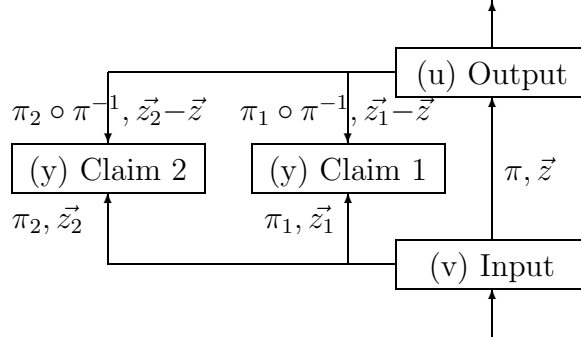 (u) Output
π₂ ∘ π⁻¹, z⃗₂−z⃗
π₁ ∘ π⁻¹, z⃗₁−z⃗
(y) Claim 2
(y) Claim 1
π, z⃗
π₂, z⃗₂
π₁, z⃗₁
(v) Input